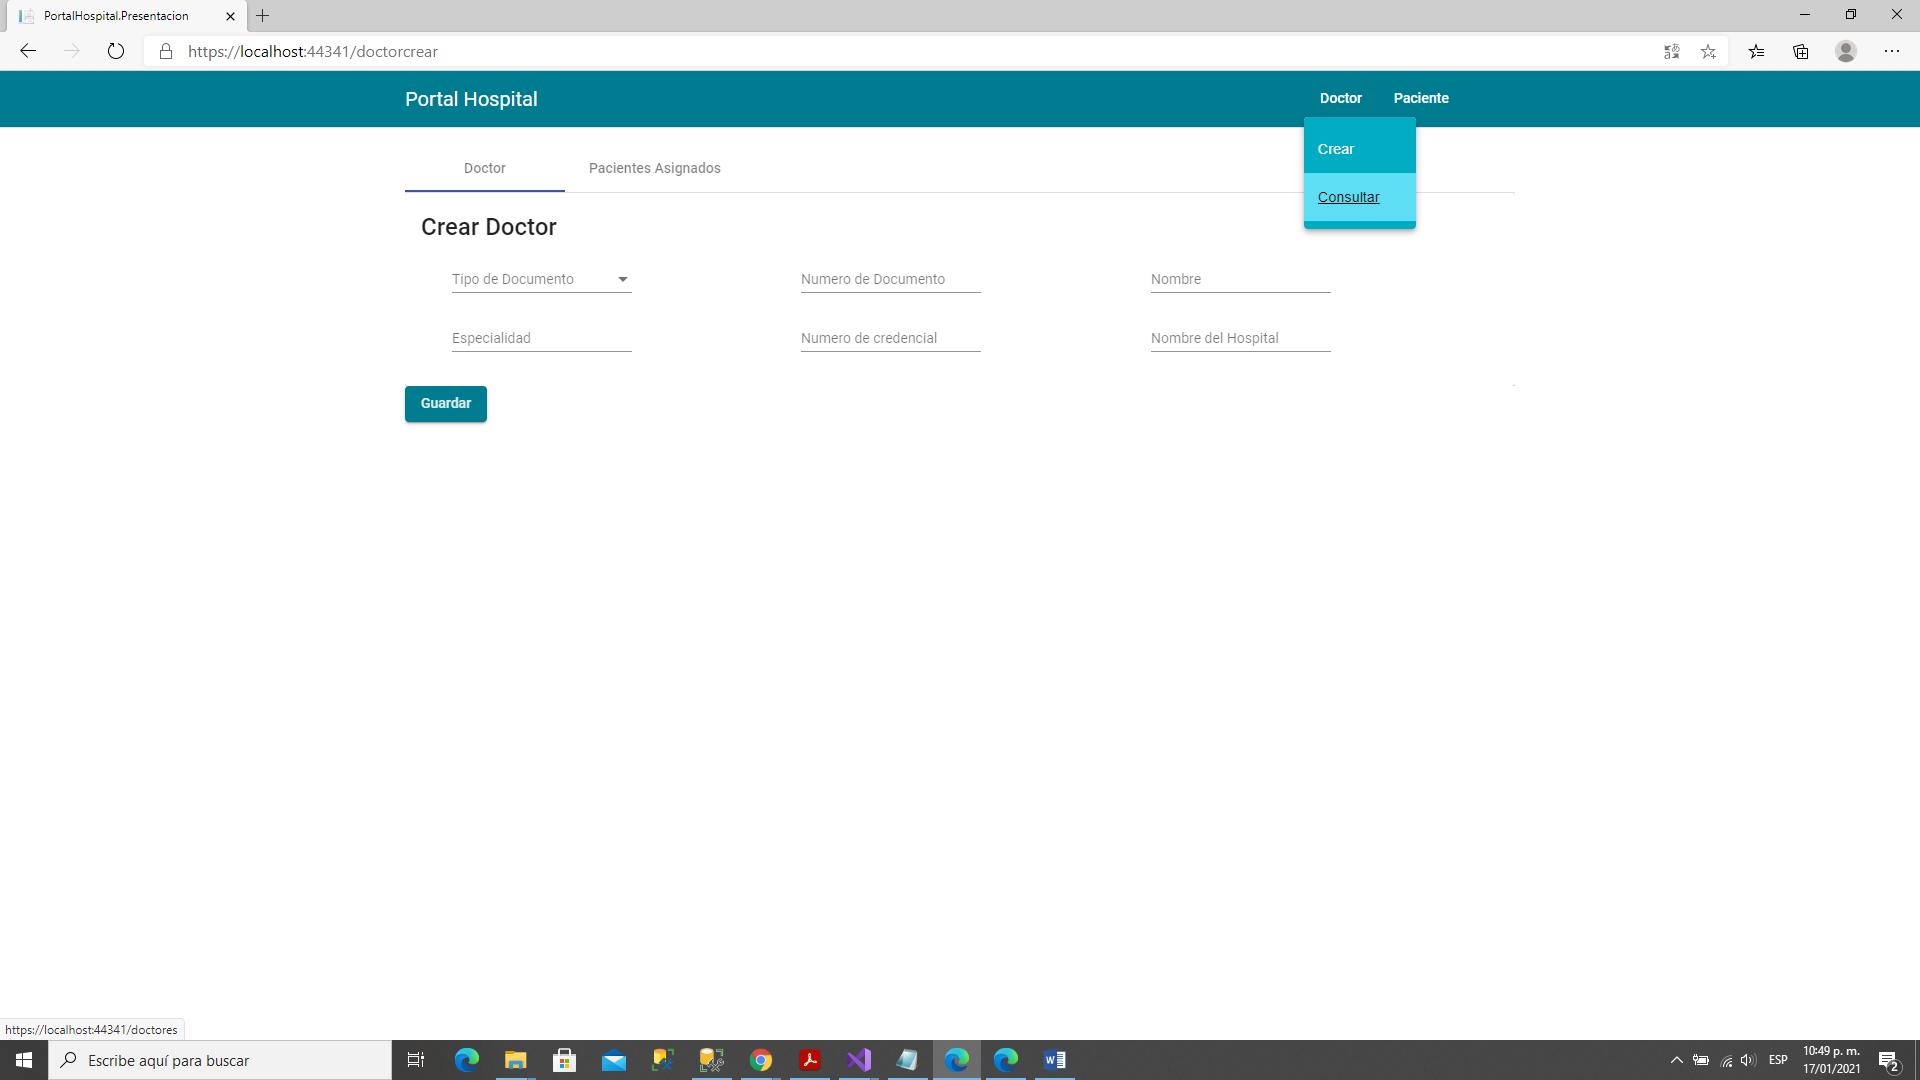 PortalHospital.Presentacion
https://localhost:44341/doctorcrear
Portal Hospital
Doctor
Paciente
Crear
Consultar
Doctor
Pacientes Asignados
Crear Doctor
Tipo de Documento
Numero de Documento
Nombre
Especialidad
Numero de credencial
Nombre del Hospital
Guardar
https://localhost:44341/doctores
Escribe aquí para buscar
ESP
10:49 p. m.
17/01/2021
2